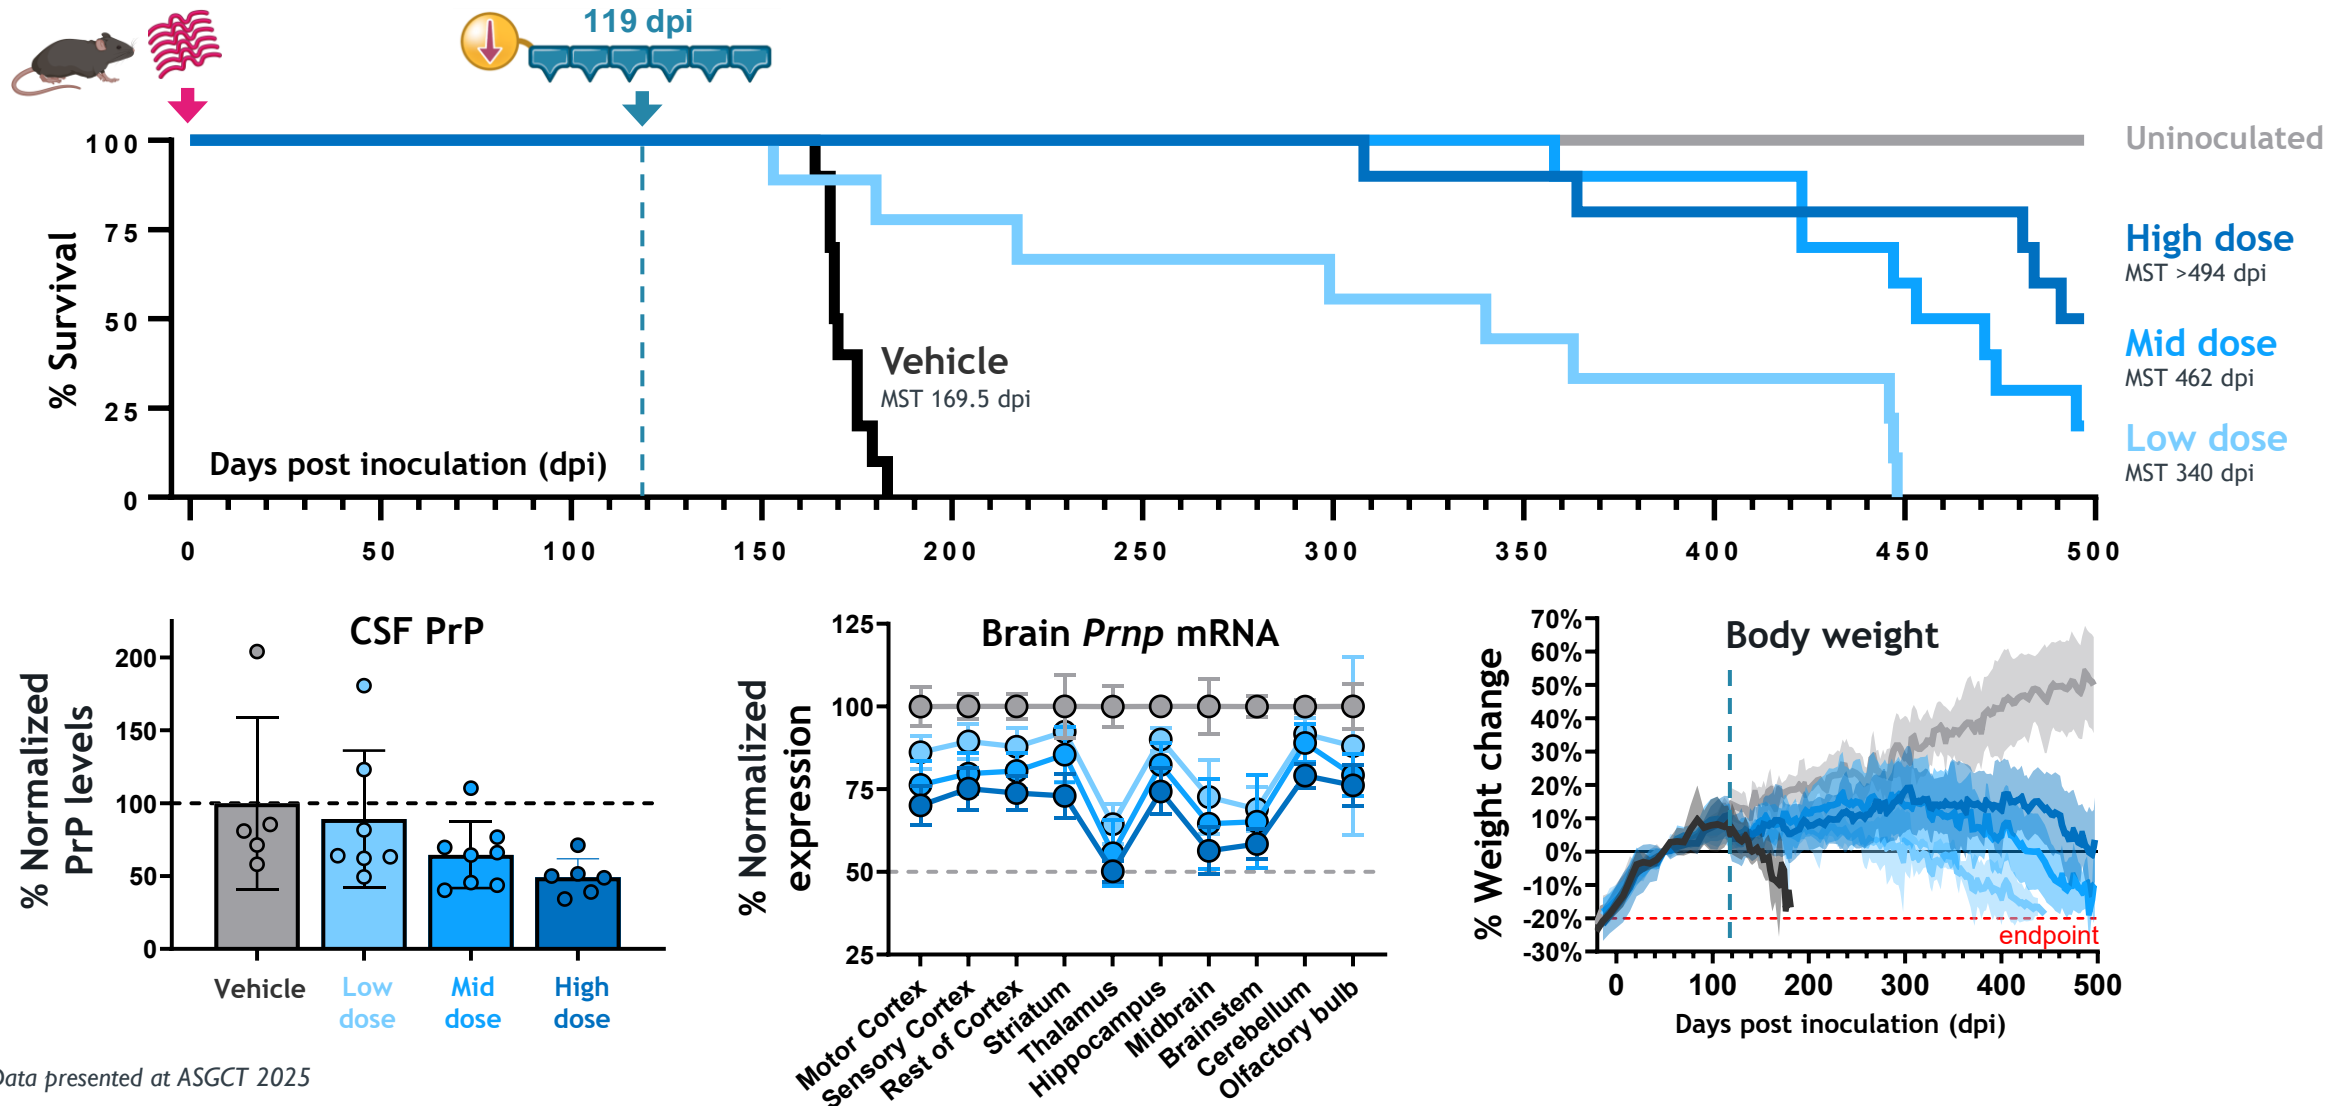 119 dpi
100
75
50
25
0
% Survival
Days post inoculation (dpi)
Vehicle
MST 169.5 dpi
Uninoculated
High dose
MST >494 dpi
Mid dose
MST 462 dpi
Low dose
MST 340 dpi
0 50 100 150 200 250 300 350 400 450 500
CSF PrP
% Normalized
PrP levels
200
150
100
50
0
Vehicle
Low
dose
Mid
dose
High
dose
Brain Prnp mRNA
% Normalized
expression
125
100
75
50
25
Motor Cortex
Sensory Cortex
Rest of Cortex
Striatum
Thalamus
Hippocampus
Midbrain
Brainstem
Cerebellum
Olfactory bulb
Body weight
% Weight change
70%
60%
50%
40%
30%
20%
10%
0%
-10%
-20%
-30%
endpoint
0 100 200 300 400 500
Days post inoculation (dpi)
Data presented at ASGCT 2025